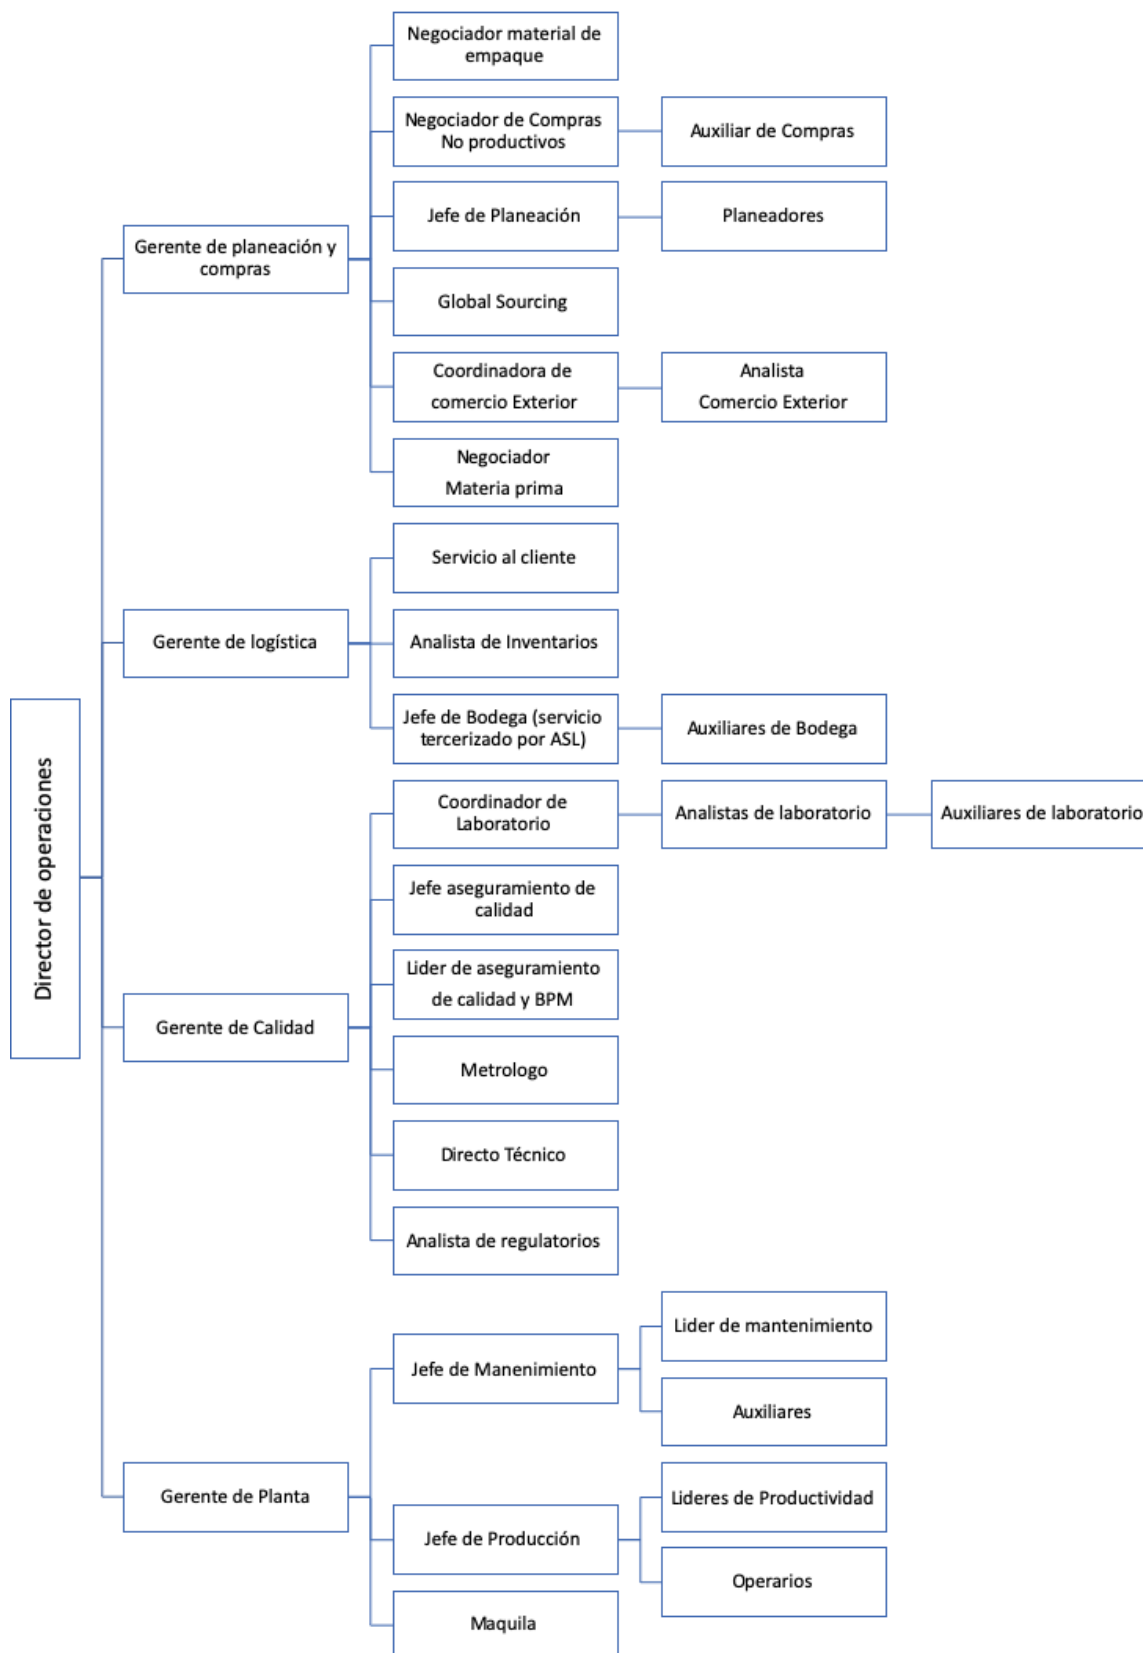 Director de operaciones
Gerente de planeación y
compras
Negociador material de
empaque
Negociador de Compras
No productivos
Auxiliar de Compras
Jefe de Planeación
Planeadores
Global Sourcing
Coordinadora de
comercio Exterior
Analista
Comercio Exterior
Negociador
Materia prima
Gerente de logística
Servicio al cliente
Analista de Inventarios
Jefe de Bodega (servicio
tercerizado por ASL)
Auxiliares de Bodega
Gerente de Calidad
Coordinador de
Laboratorio
Analistas de laboratorio
Auxiliares de laboratorio
Jefe aseguramiento de
calidad
Lider de aseguramiento
de calidad y BPM
Metrologo
Directo Técnico
Analista de regulatorios
Gerente de Planta
Jefe de Manenimiento
Lider de mantenimiento
Auxiliares
Jefe de Producción
Lideres de Productividad
Operarios
Maquila